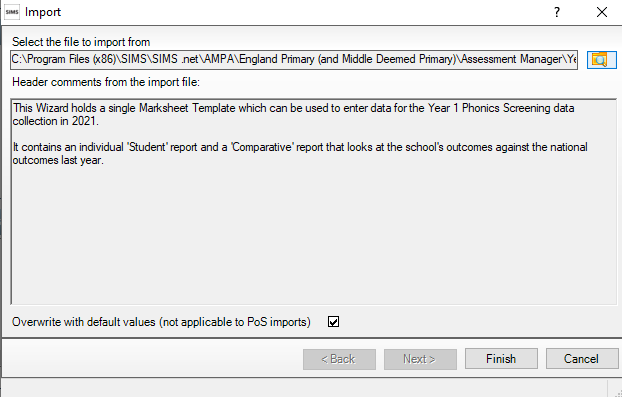 SIMS Import ?
Select the file to import from
C:\Program Files (x86)\SIMS\SIMS .net\AMPA\England Primary (and Middle Deemed Primary)\Assessment Manager\Ye
Header comments from the import file:
This Wizard holds a single Marksheet Template which can be used to enter data for the Year 1 Phonics Screening data
collection in 2021.
It contains an individual 'Student' report and a 'Comparative' report that looks at the school's outcomes against the national
outcomes last year.
Overwrite with default values (not applicable to PoS imports)
< Back Next > Finish Cancel